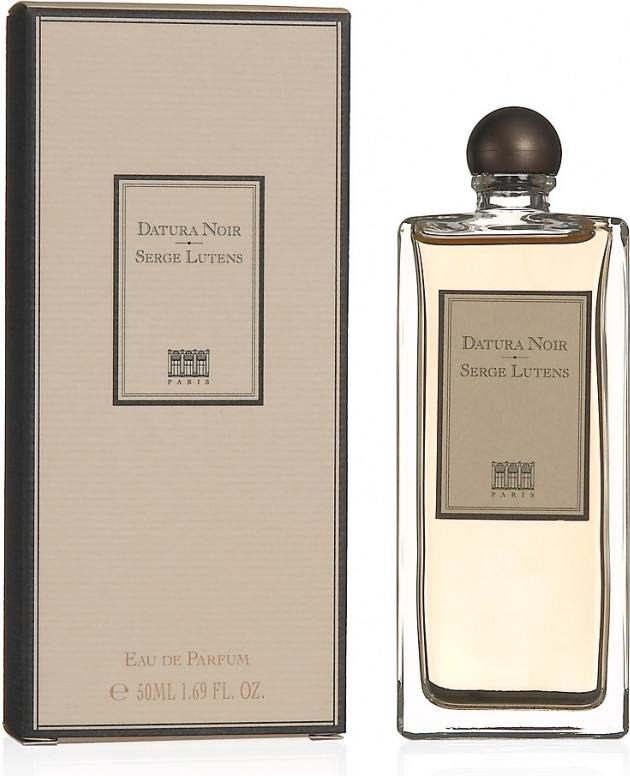 DATURA NOIR
SERGE LUTENS
PARIS
EAU DE PARFUM
℮ 50ML 1.69 FL. OZ.
DATURA NOIR
SERGE LUTENS
PARIS